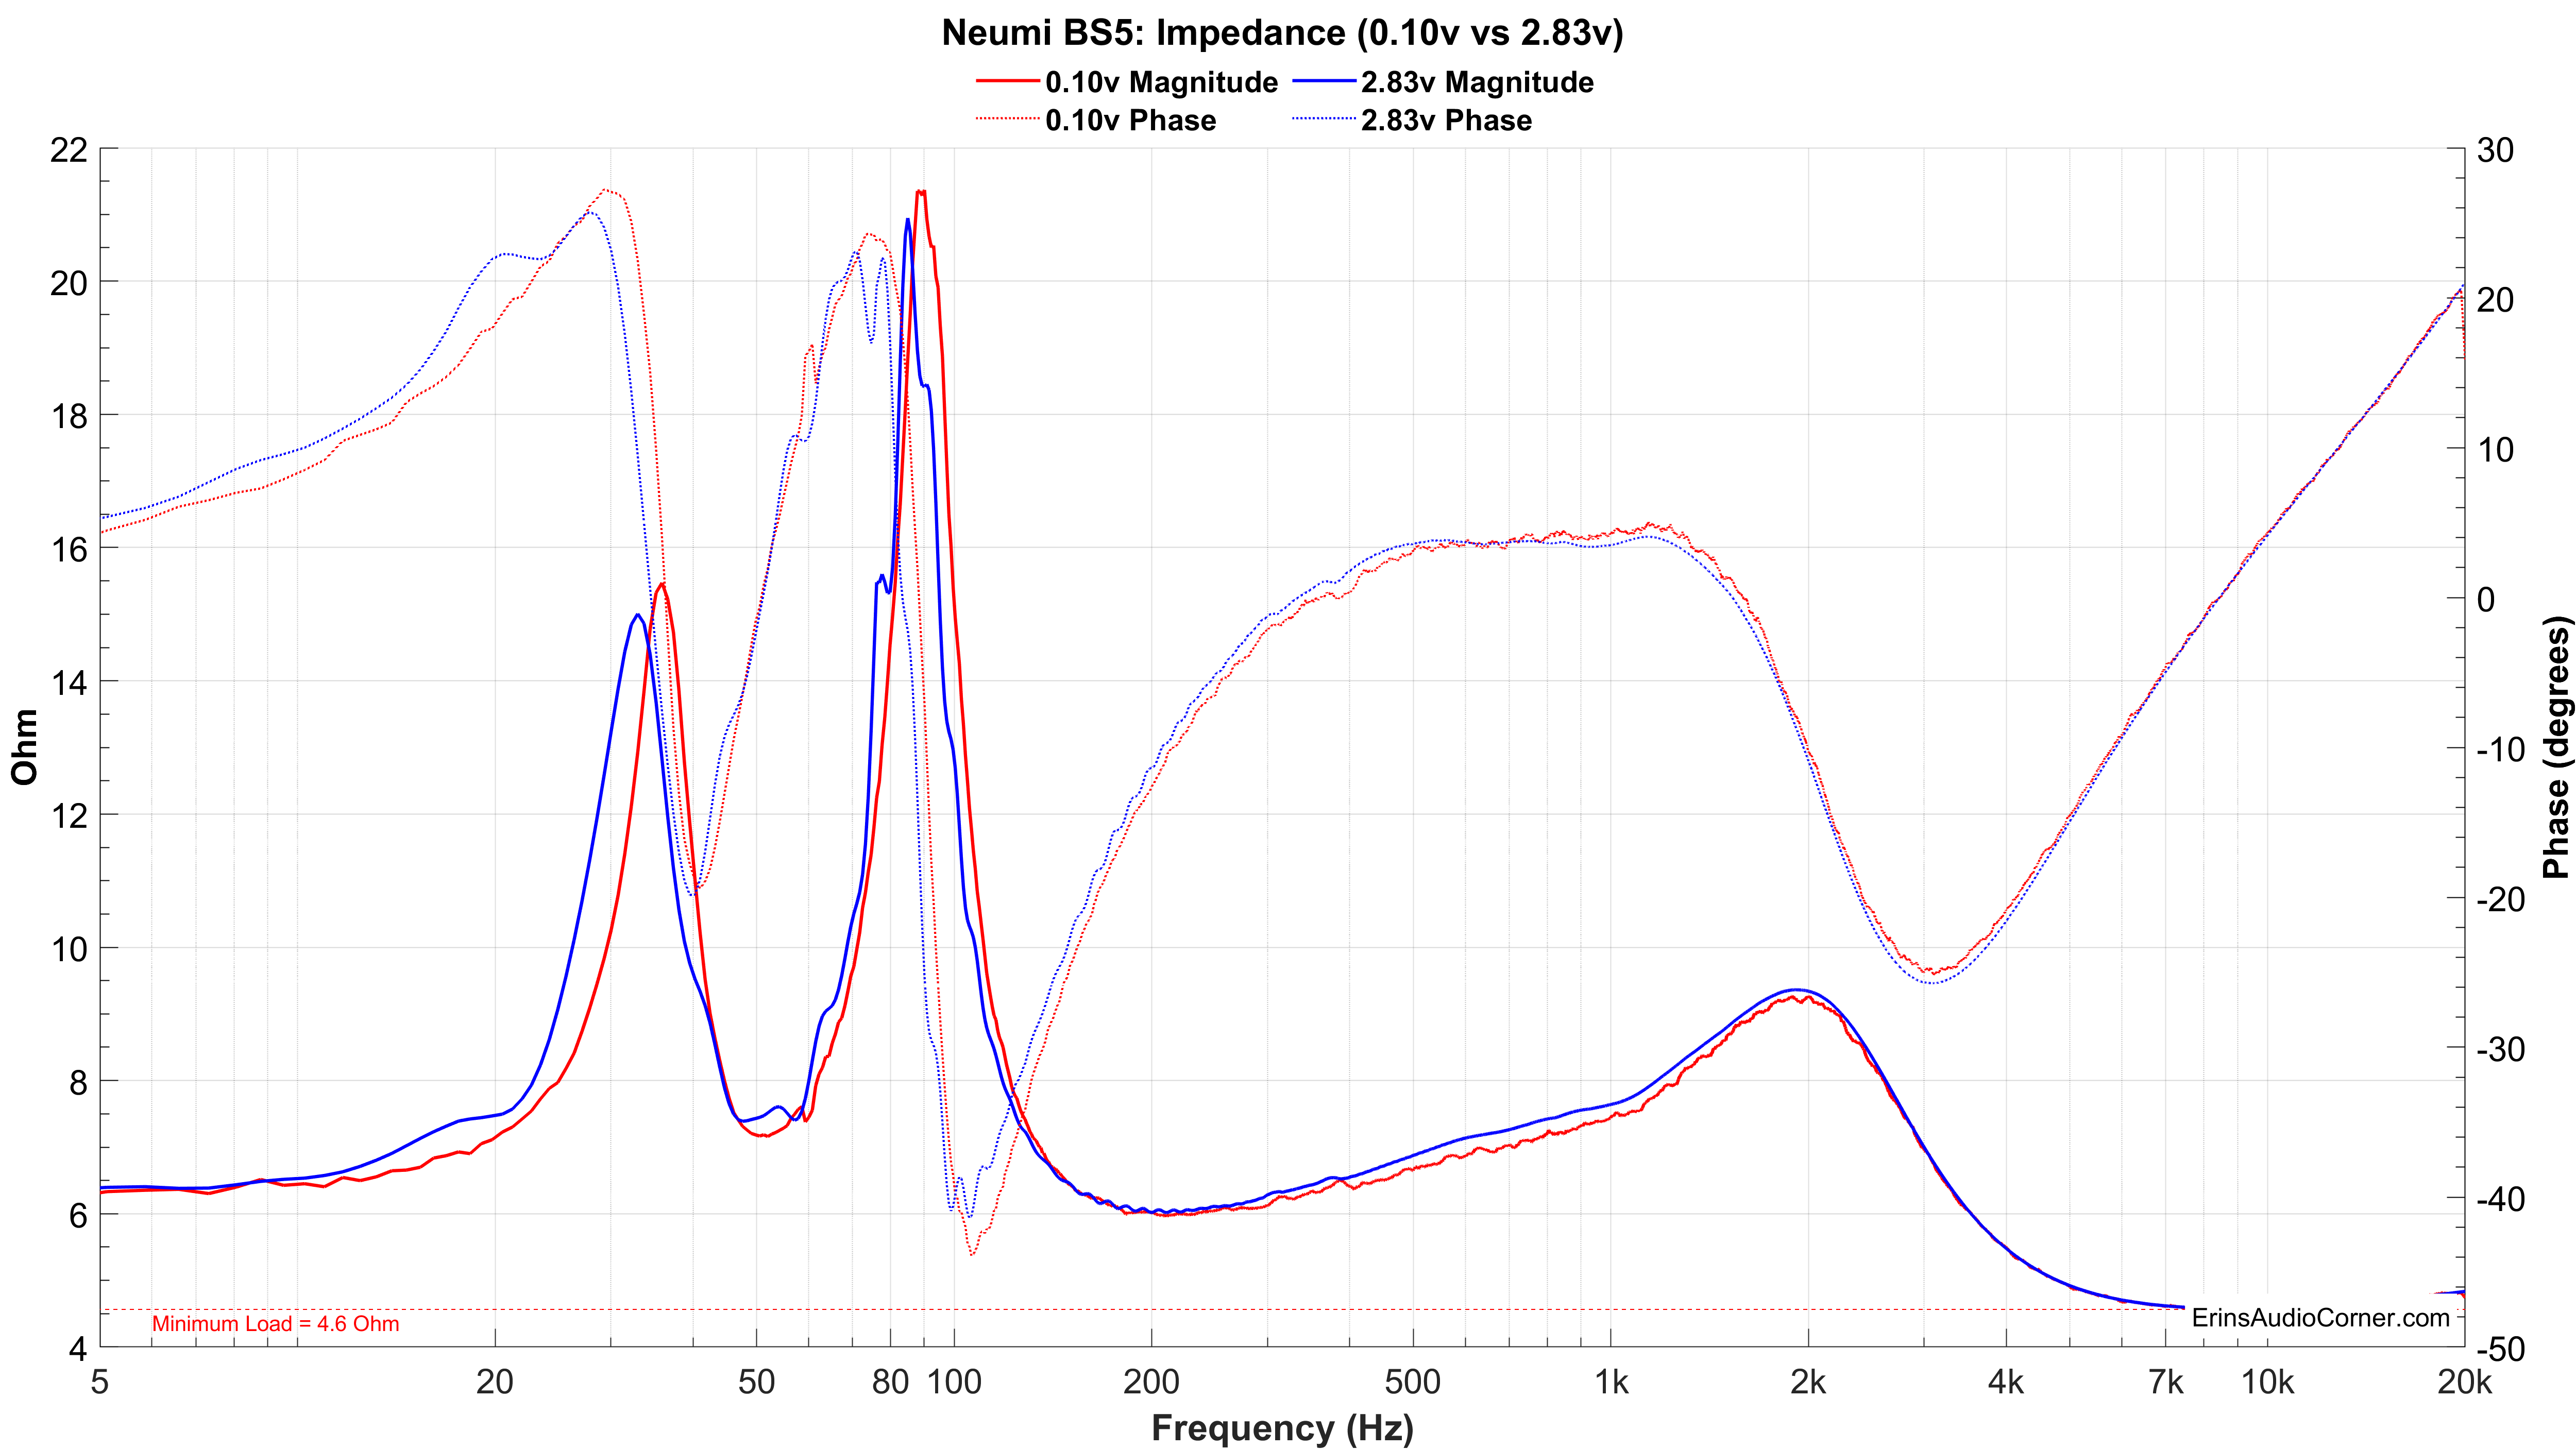 Neumi BS5: Impedance (0.10v vs 2.83v)
0.10v Magnitude
2.83v Magnitude
0.10v Phase
2.83v Phase
22
20
18
16
14
12
10
8
6
4
Ohm
30
20
10
0
-10
-20
-30
-40
-50
Phase (degrees)
Minimum Load = 4.6 Ohm
ErinsAudioCorner.com
5 20 50 80 100 200 500 1k 2k 4k 7k 10k 20k
Frequency (Hz)